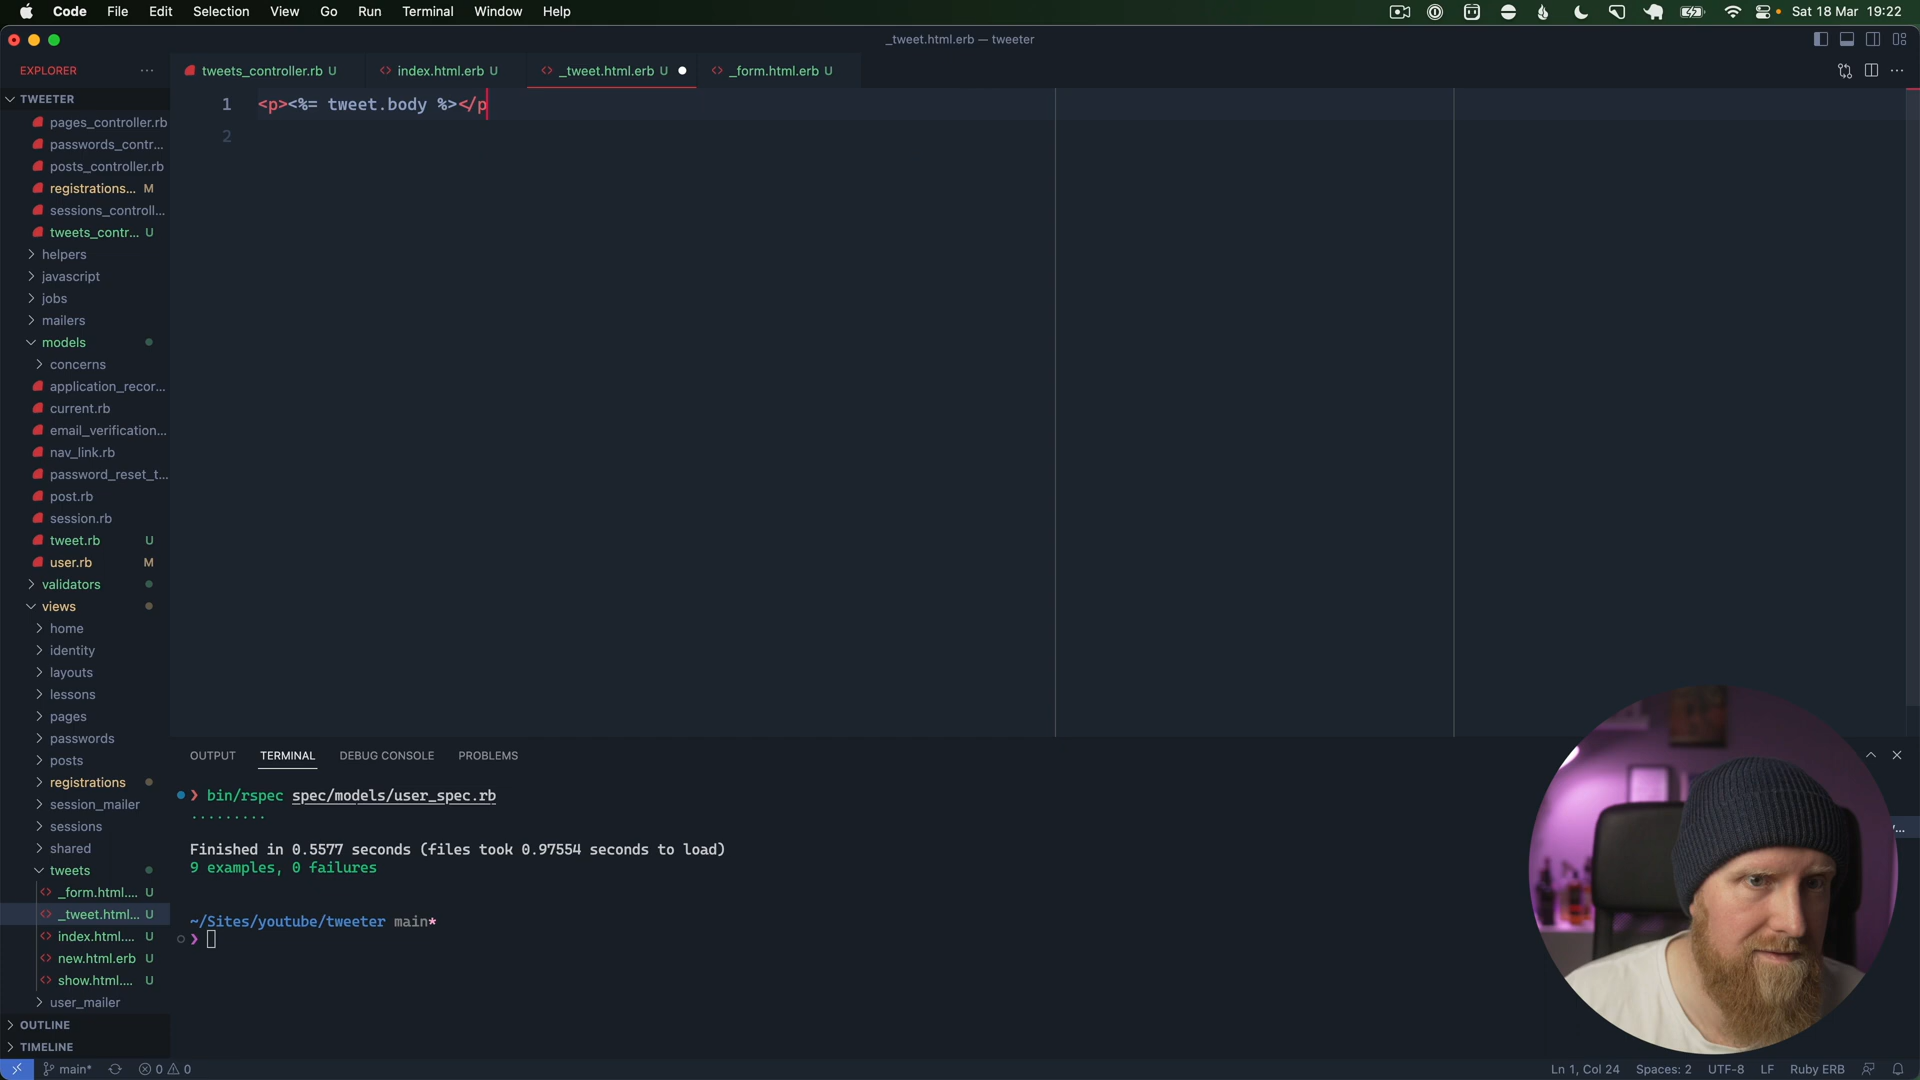 Code File Edit Selection View Go Run Terminal Window Help Sat 18 Mar 19:22
_tweet.html.erb — tweeter
EXPLORER
tweets_controller.rb U
index.html.erb U
_tweet.html.erb U
_form.html.erb U
TWEETER
pages_controller.rb
passwords_contr...
posts_controller.rb
registrations... M
sessions_controll...
tweets_contr... U
helpers
javascript
jobs
mailers
models
concerns
application_recor...
current.rb
email_verification...
nav_link.rb
password_reset_t...
post.rb
session.rb
tweet.rb U
user.rb M
validators
views
home
identity
layouts
lessons
pages
passwords
posts
registrations
session_mailer
sessions
shared
tweets
_form.html.... U
_tweet.html... U
index.html.... U
new.html.erb U
show.html.... U
user_mailer
OUTLINE
TIMELINE
1 <p><%= tweet.body %></p
2
OUTPUT TERMINAL DEBUG CONSOLE PROBLEMS
❯ bin/rspec spec/models/user_spec.rb
.........
Finished in 0.5577 seconds (files took 0.97554 seconds to load)
9 examples, 0 failures
~/Sites/youtube/tweeter main*
❯
main* 0 0 Ln 1, Col 24 Spaces: 2 UTF-8 LF Ruby ERB